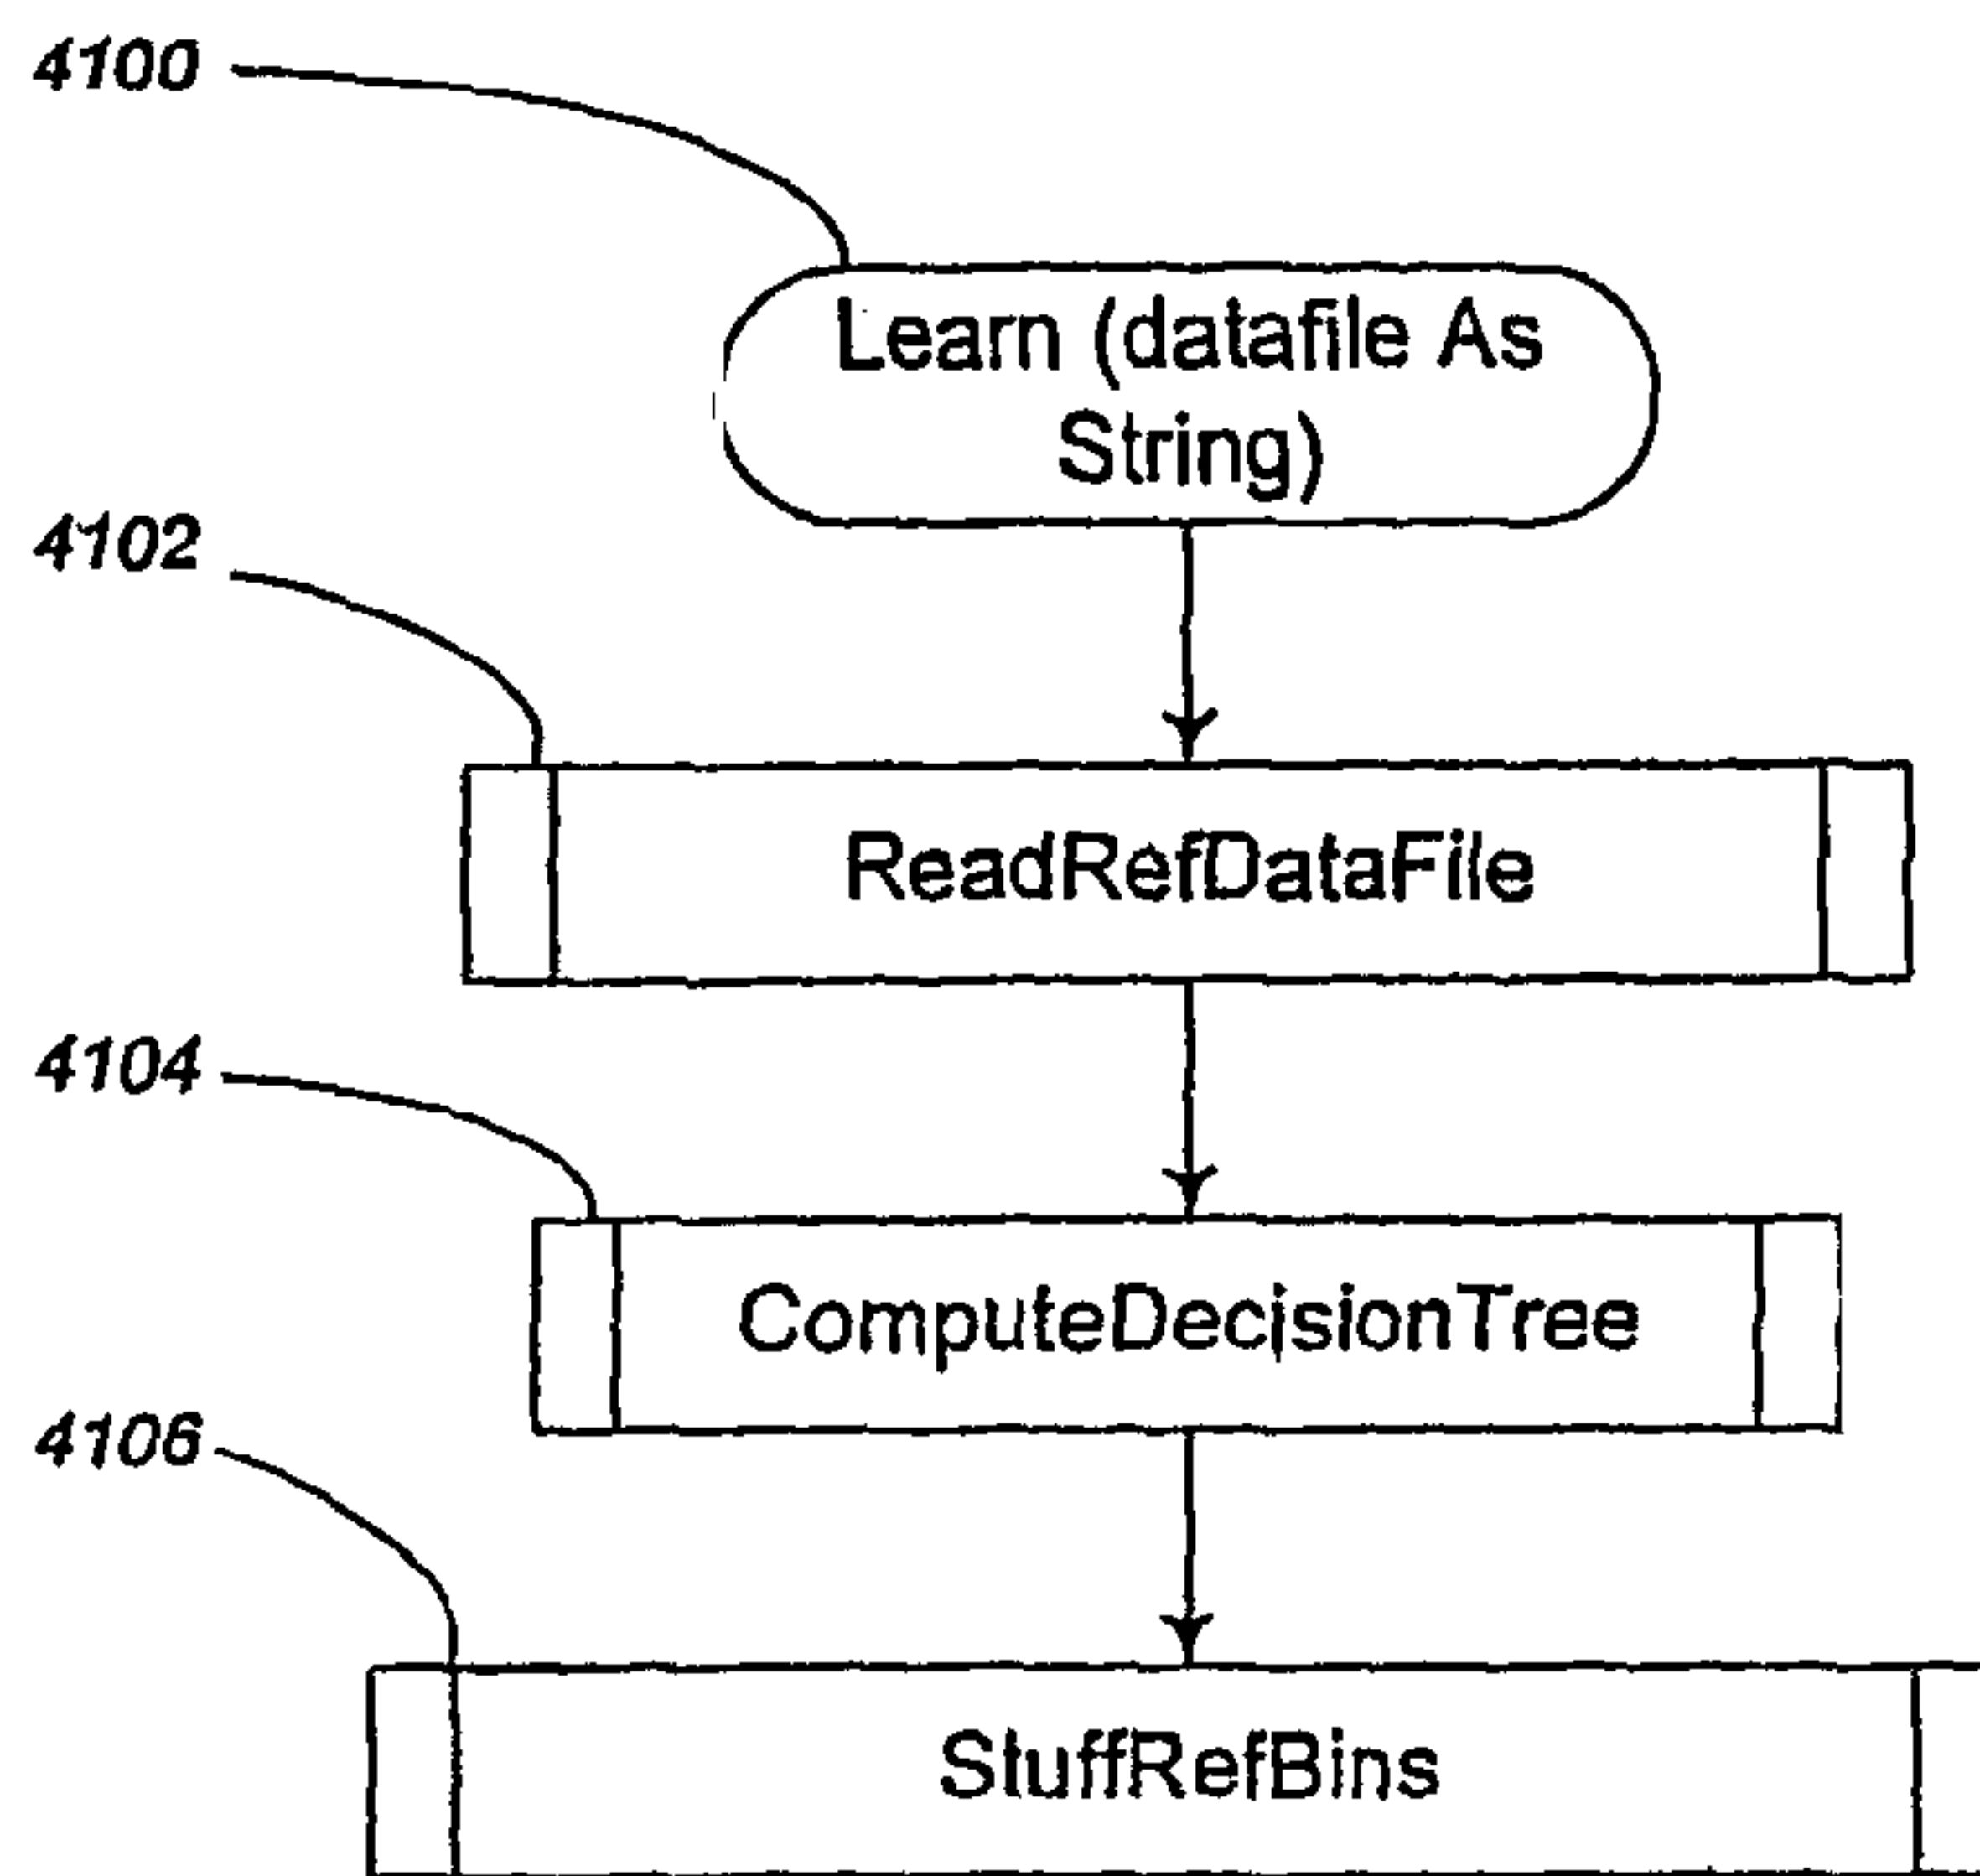 4100
Learn (datafile As
String)
4102
ReadRefDataFile
4104
ComputeDecisionTree
4106
StuffRefBins